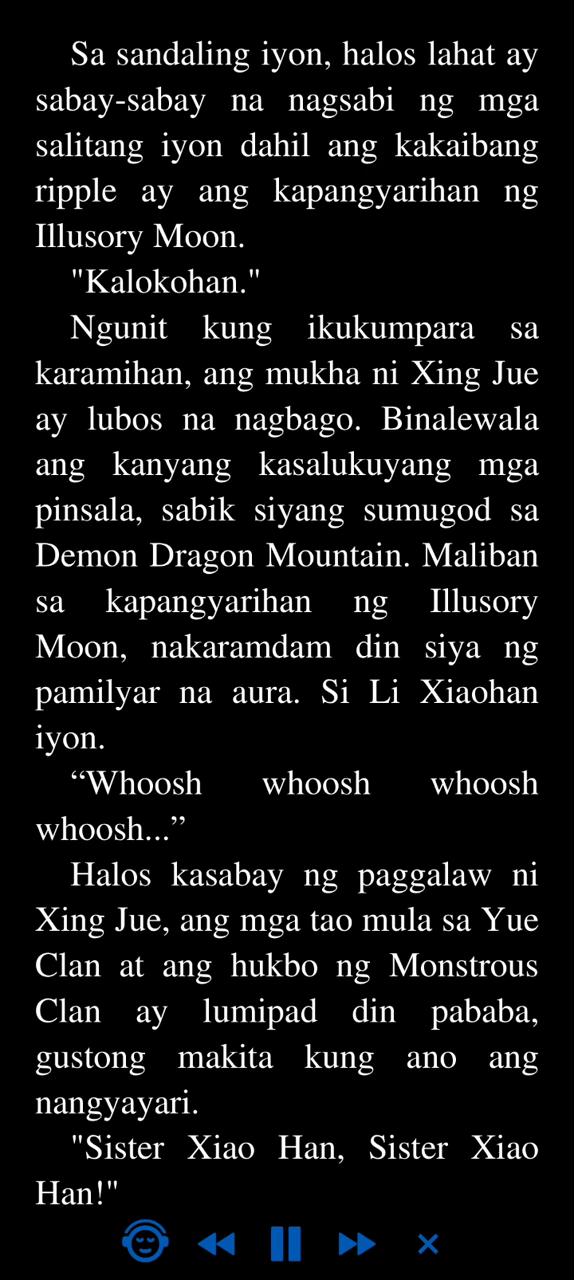 Sa sandaling iyon, halos lahat ay
sabay-sabay na nagsabi ng mga
salitang iyon dahil ang kakaibang
ripple ay ang kapangyarihan ng
Illusory Moon.
"Kalokohan."
Ngunit kung ikukumpara sa
karamihan, ang mukha ni Xing Jue
ay lubos na nagbago. Binalewala
ang kanyang kasalukuyang mga
pinsala, sabik siyang sumugod sa
Demon Dragon Mountain. Maliban
sa kapangyarihan ng Illusory
Moon, nakaramdam din siya ng
pamilyar na aura. Si Li Xiaohan
iyon.
“Whoosh whoosh whoosh
whoosh...”
Halos kasabay ng paggalaw ni
Xing Jue, ang mga tao mula sa Yue
Clan at ang hukbo ng Monstrous
Clan ay lumipad din pababa,
gustong makita kung ano ang
nangyayari.
"Sister Xiao Han, Sister Xiao
Han!"